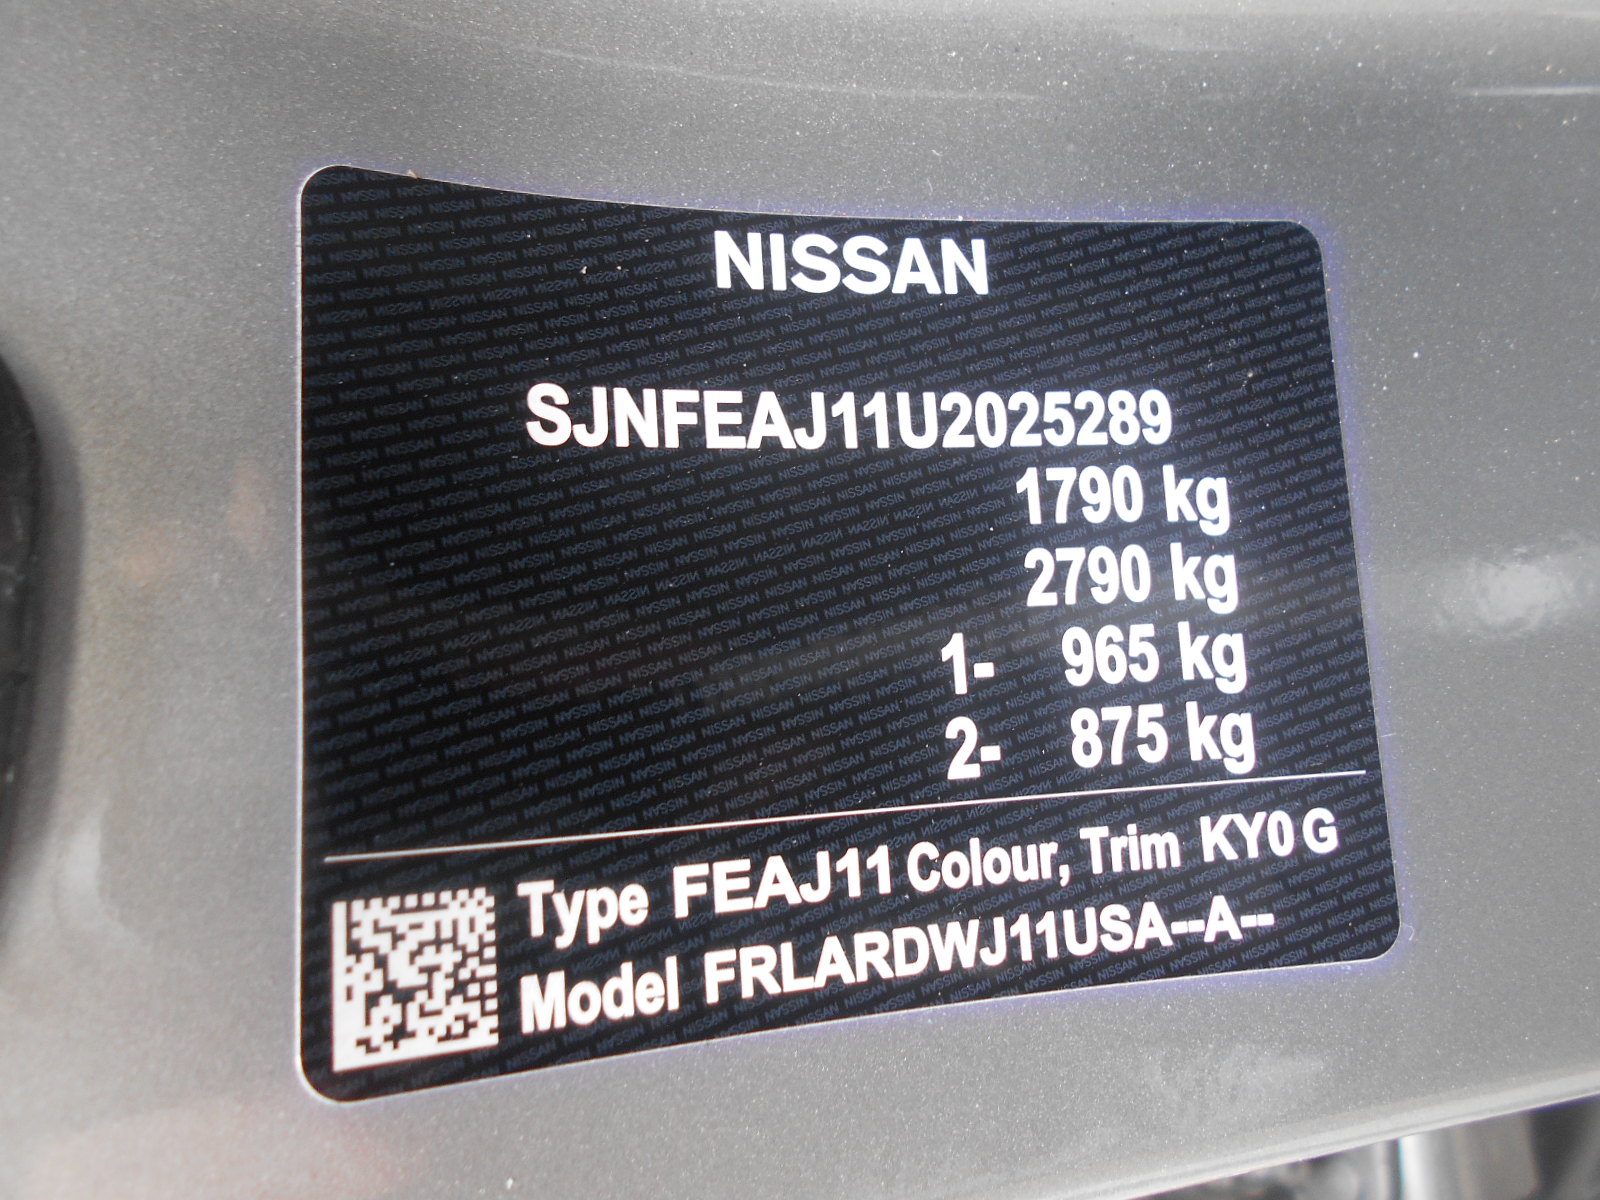 NISSAN
SJNFEAJ11U2025289
1790 kg
2790 kg
1- 965 kg
2- 875 kg
Type FEAJ11 Colour, Trim KY0 G
Model FRLARDWJ11USA--A--